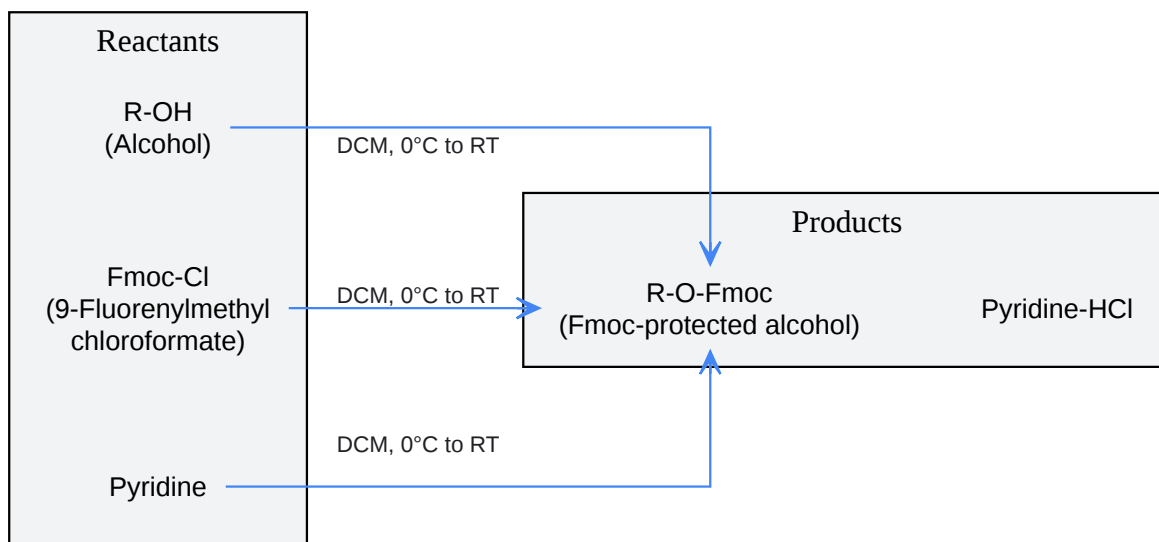 Reactants
R-OH
(Alcohol)
DCM, 0°C to RT
Fmoc-Cl
(9-Fluorenylmethyl
chloroformate)
DCM, 0°C to RT
Pyridine
DCM, 0°C to RT
Products
R-O-Fmoc
(Fmoc-protected alcohol)
Pyridine-HCl